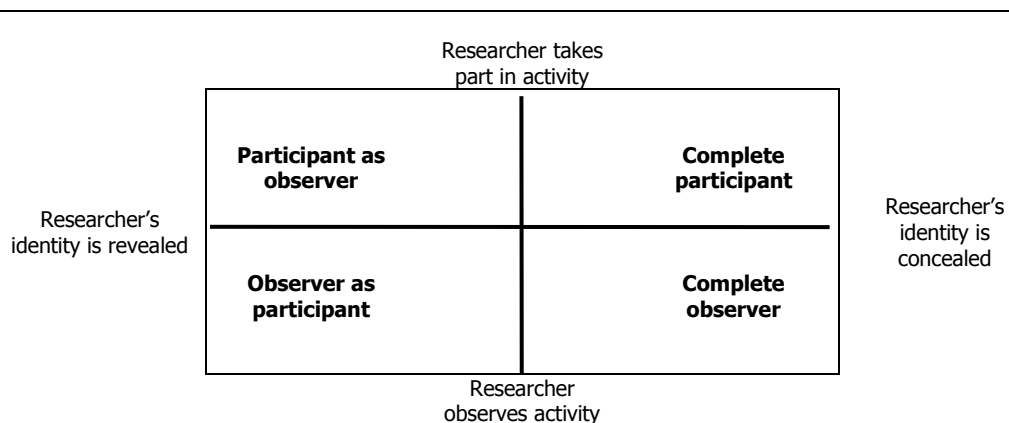 Researcher takes
part in activity
Participant as
observer
Complete
participant
Researcher's
identity is revealed
Researcher's
identity is
concealed
Observer as
participant
Complete
observer
Researcher
observes activity